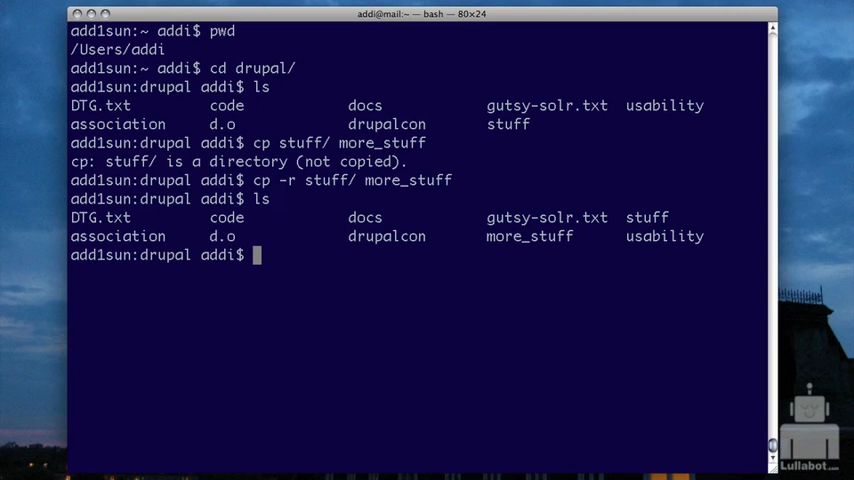 addi@mail:~ — bash — 80×24
add1sun:~ addi$ pwd
/Users/addi
add1sun:~ addi$ cd drupal/
add1sun:drupal addi$ ls
DTG.txt code docs gutsy-solr.txt usability
association d.o drupalcon stuff
add1sun:drupal addi$ cp stuff/ more_stuff
cp: stuff/ is a directory (not copied).
add1sun:drupal addi$ cp -r stuff/ more_stuff
add1sun:drupal addi$ ls
DTG.txt code docs gutsy-solr.txt stuff
association d.o drupalcon more_stuff usability
add1sun:drupal addi$
Lullabot.com